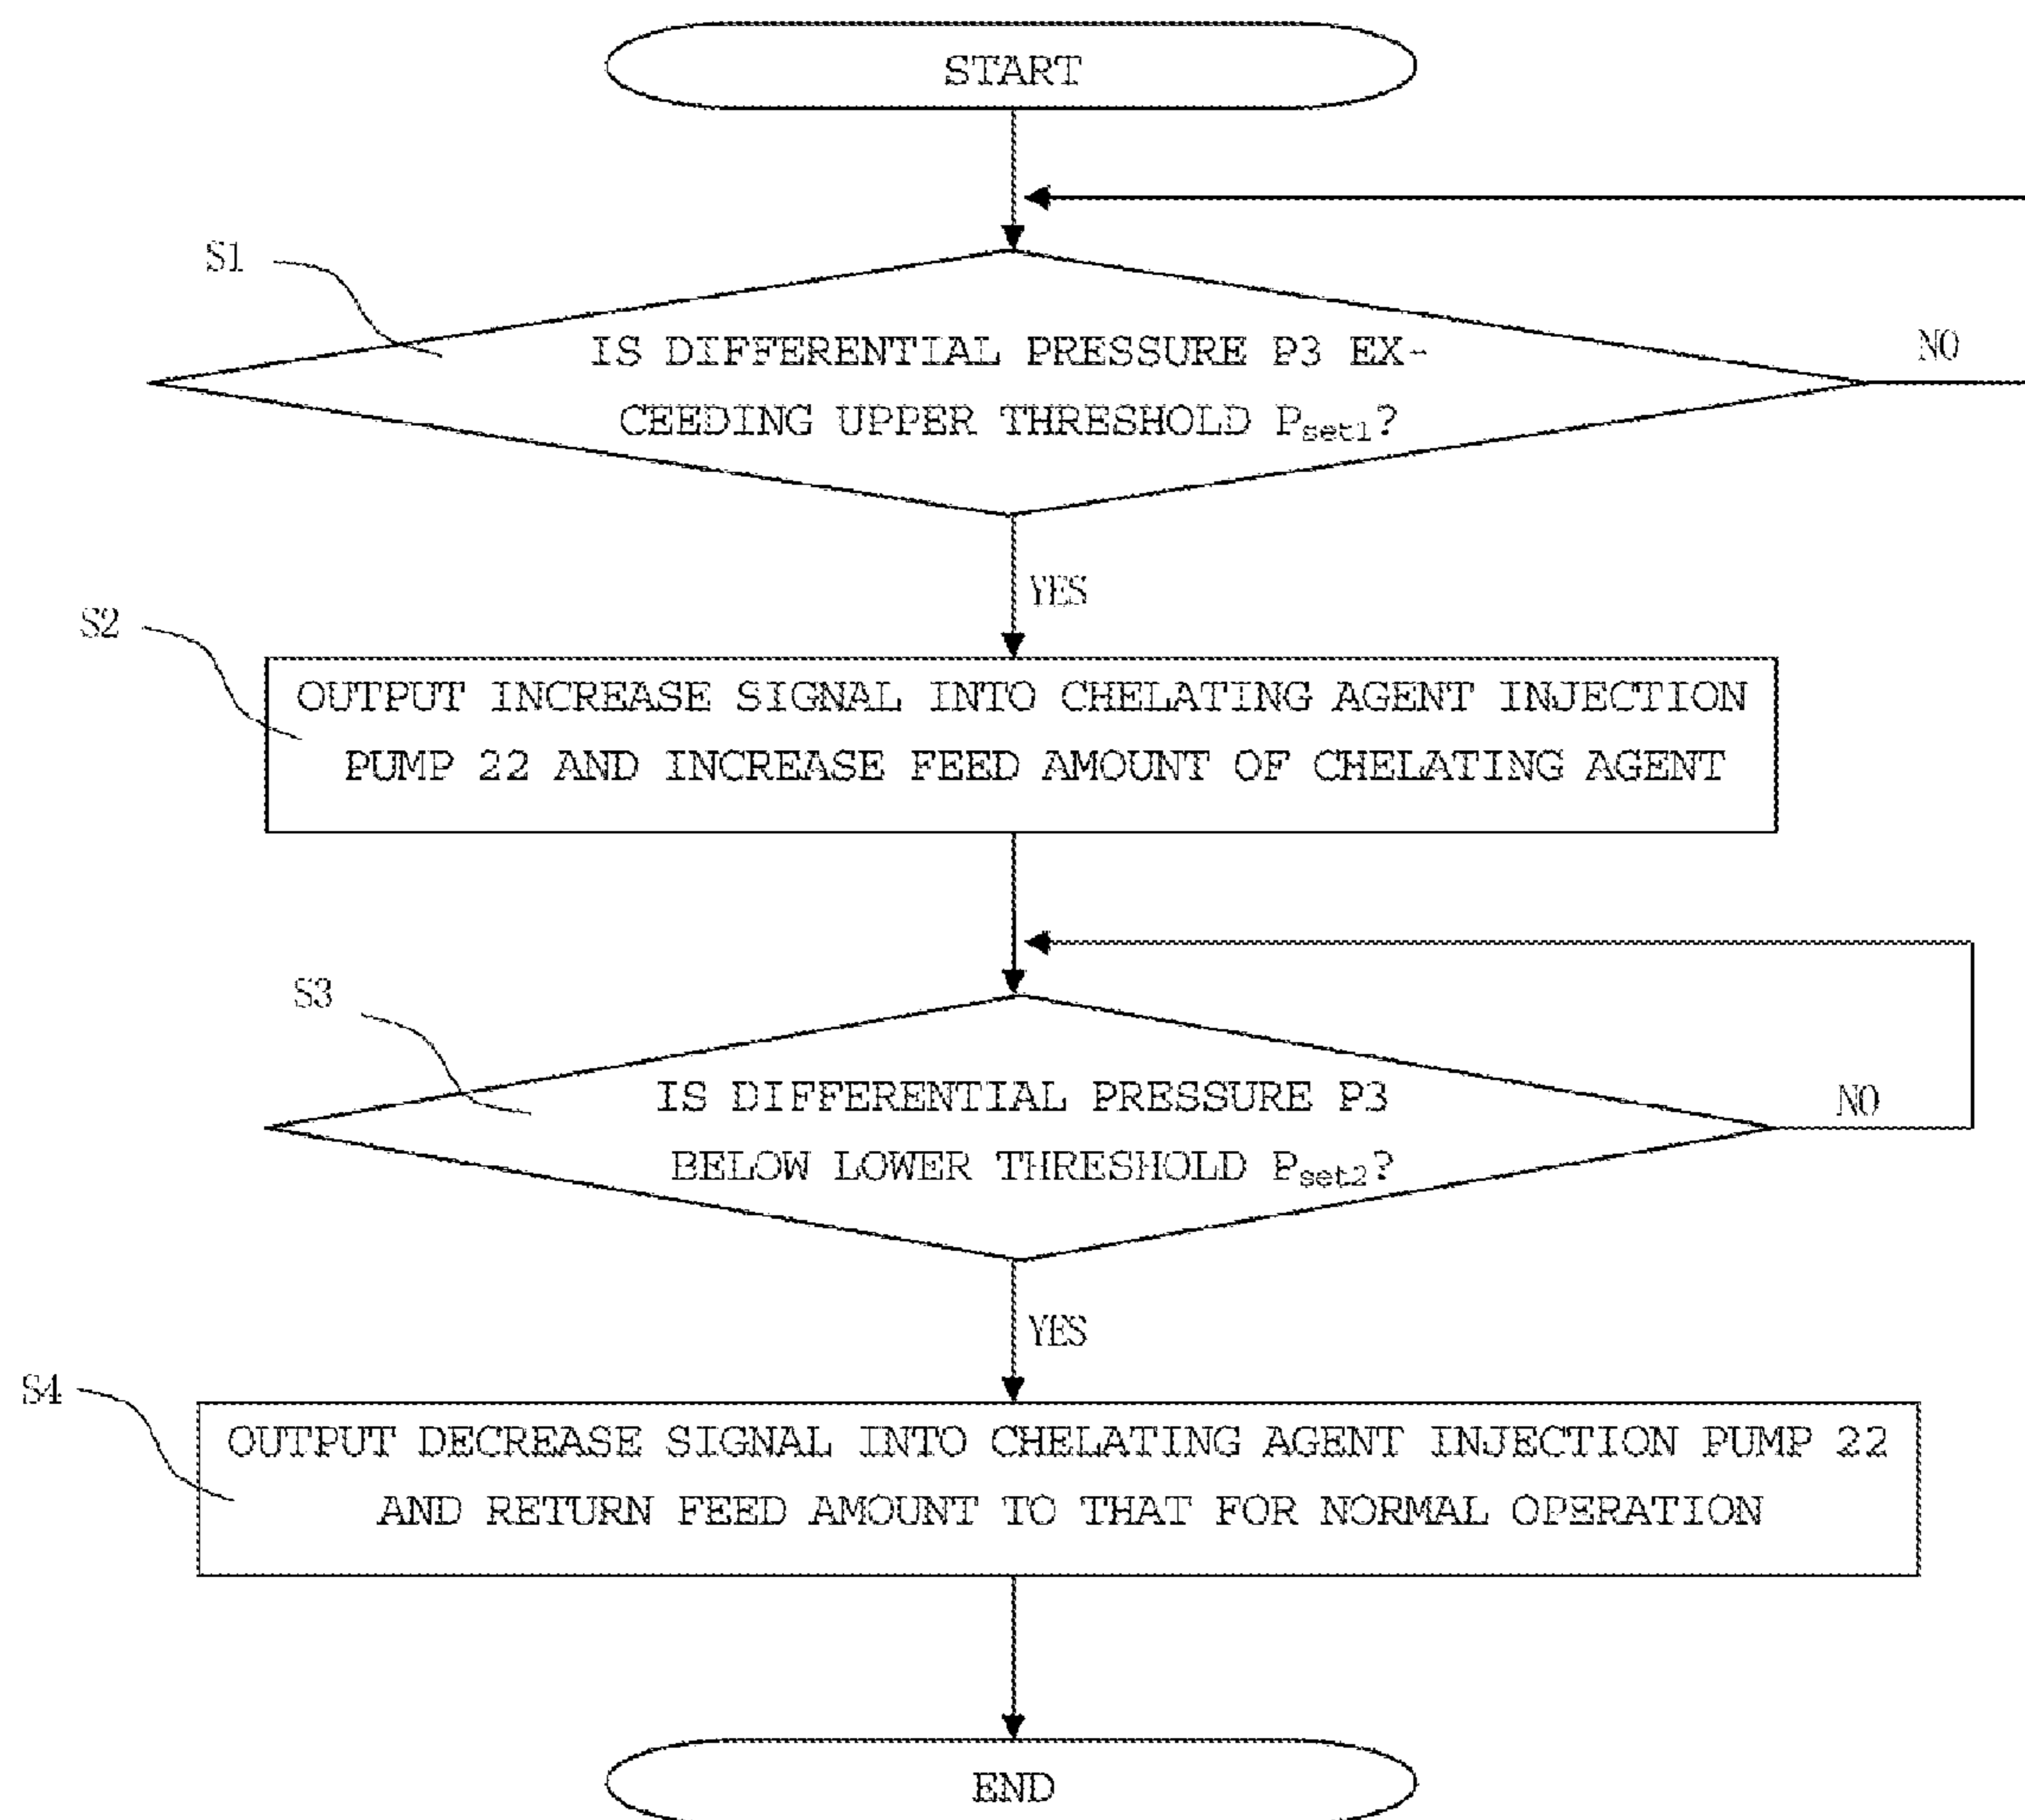 START
S1
IS DIFFERENTIAL PRESSURE P3 EX-
NO
CEEDING UPPER THRESHOLD Pset1?
YES
S2
OUTPUT INCREASE SIGNAL INTO CHELATING AGENT INJECTION
PUMP 22 AND INCREASE FEED AMOUNT OF CHELATING AGENT
S3
IS DIFFERENTIAL PRESSURE P3
NO
BELOW LOWER THRESHOLD Pset2?
YES
S4
OUTPUT DECREASE SIGNAL INTO CHELATING AGENT INJECTION PUMP 22
AND RETURN FEED AMOUNT TO THAT FOR NORMAL OPERATION
END